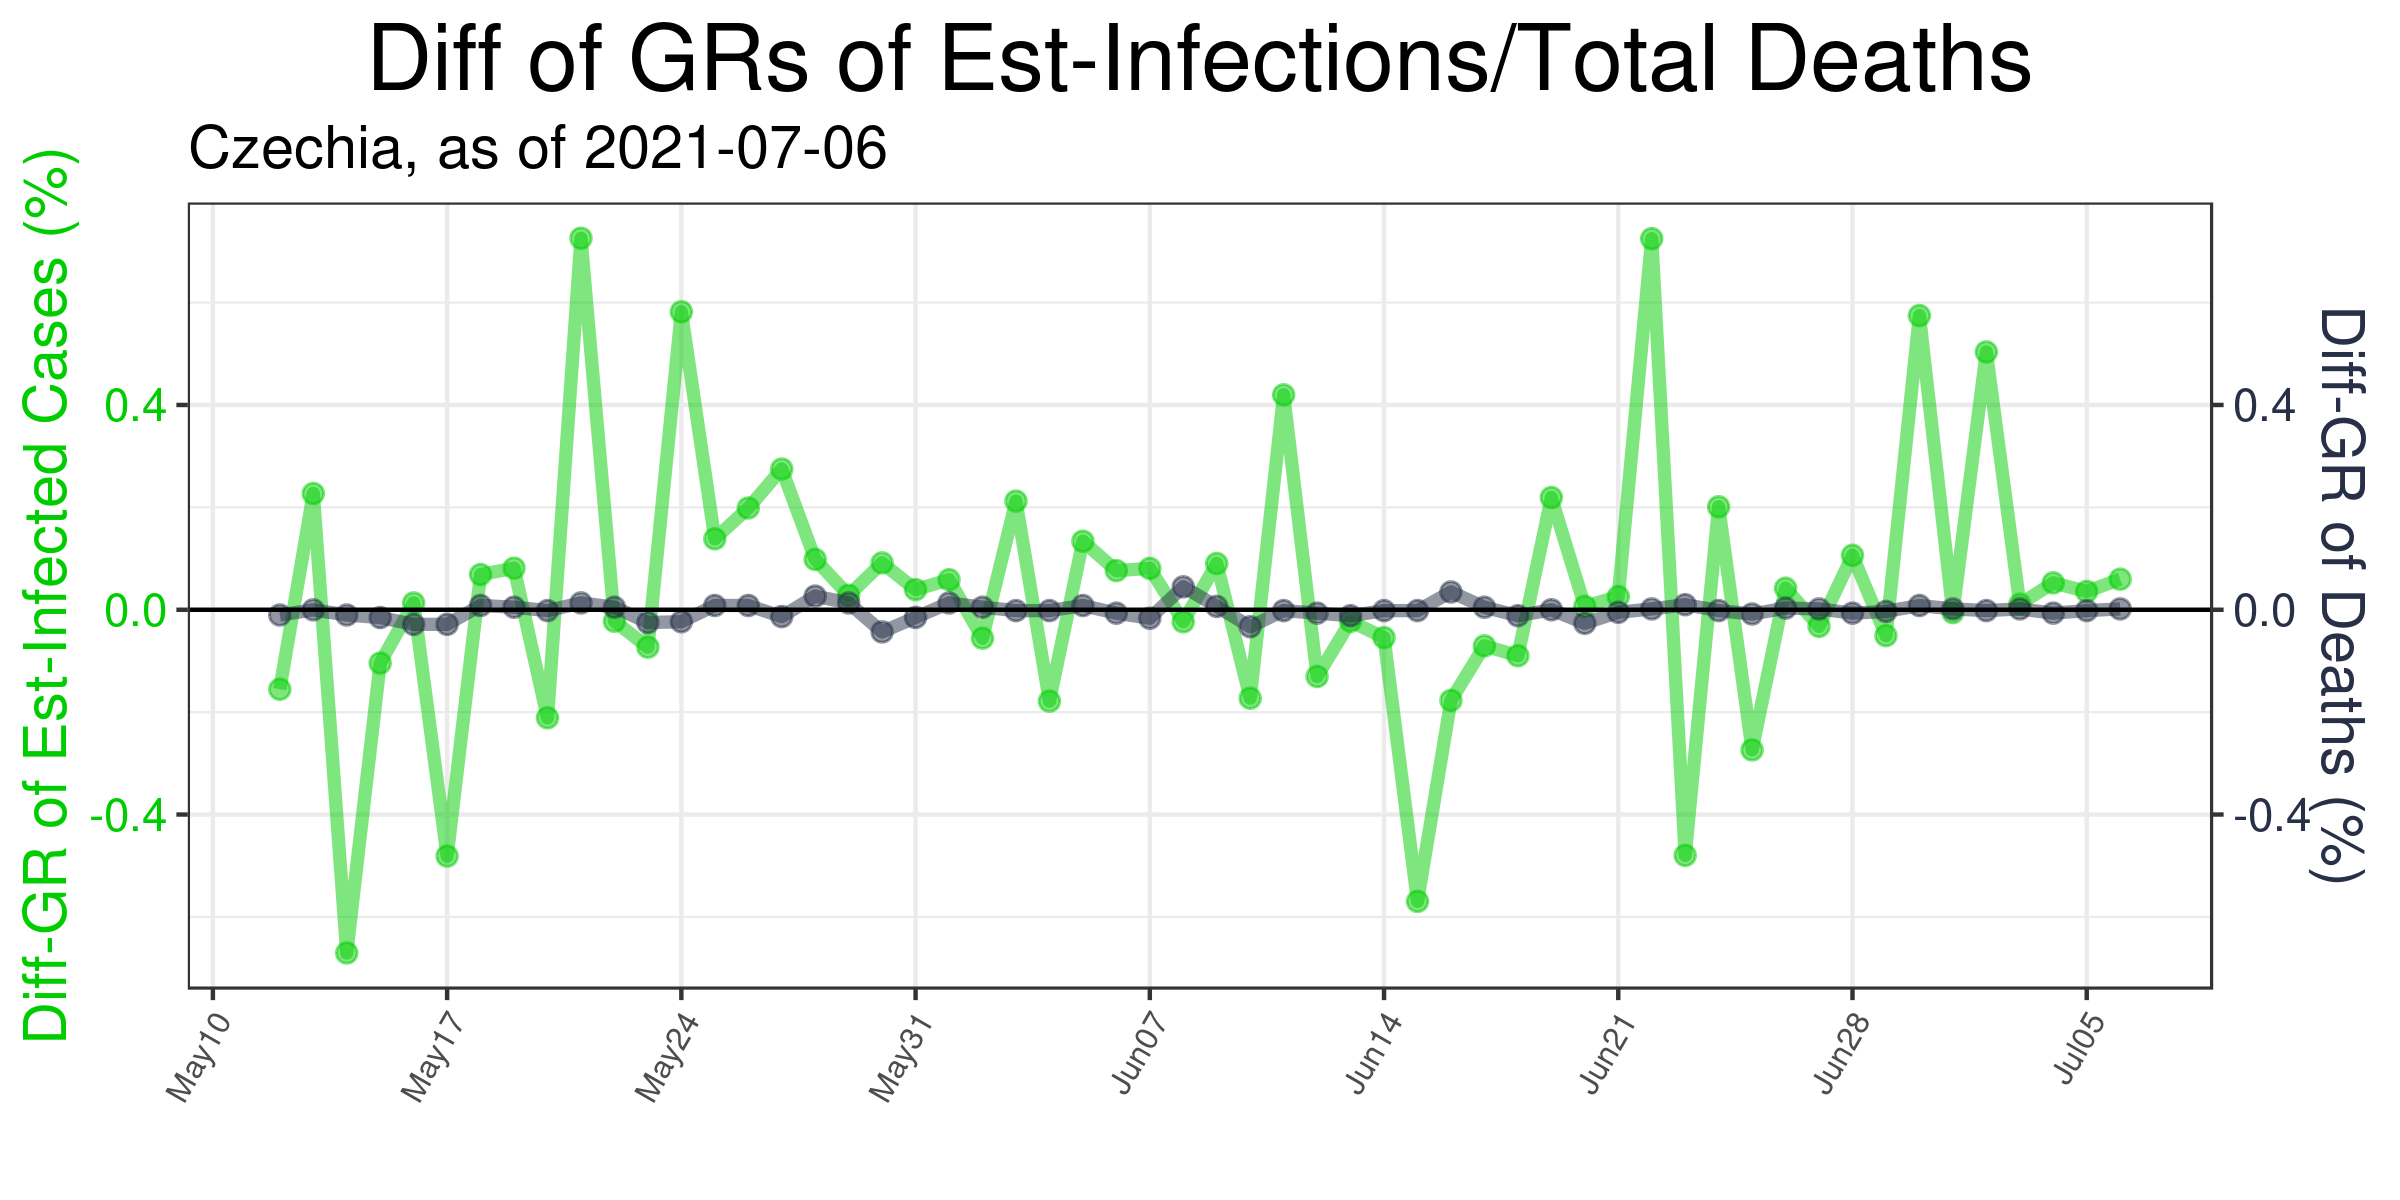 Diff of GRs of Est-Infections/Total Deaths
Czechia, as of 2021-07-06
Diff-GR of Est-Infected Cases (%)
0.4
0.0
-0.4
0.4
0.0
-0.4
Diff-GR of Deaths (%)
May10
May17
May24
May31
Jun07
Jun14
Jun21
Jun28
Jul05